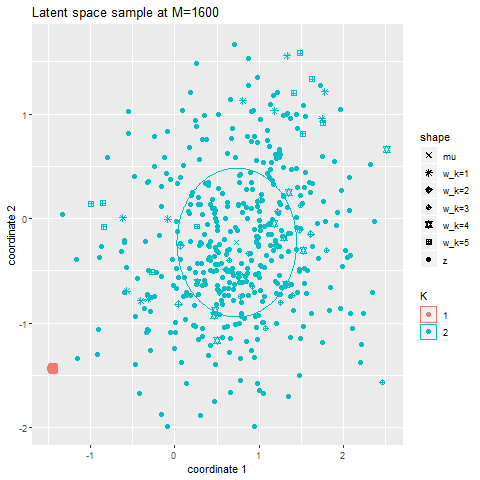 Latent space sample at M=1600
coordinate 2
1
0
-1
-2
-1
0
1
2
coordinate 1
shape
mu
w_k=1
w_k=2
w_k=3
w_k=4
w_k=5
z
K
1
2